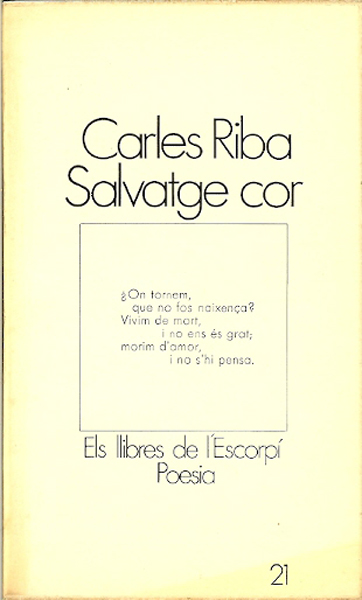 Carles Riba
Salvatge cor
¿On tornem,
que no fos naixença?
Vivim de mort,
i no ens és grat;
morim d'amor,
i no s'hi pensa.
Els llibres de l'Escorpí
Poesia
21